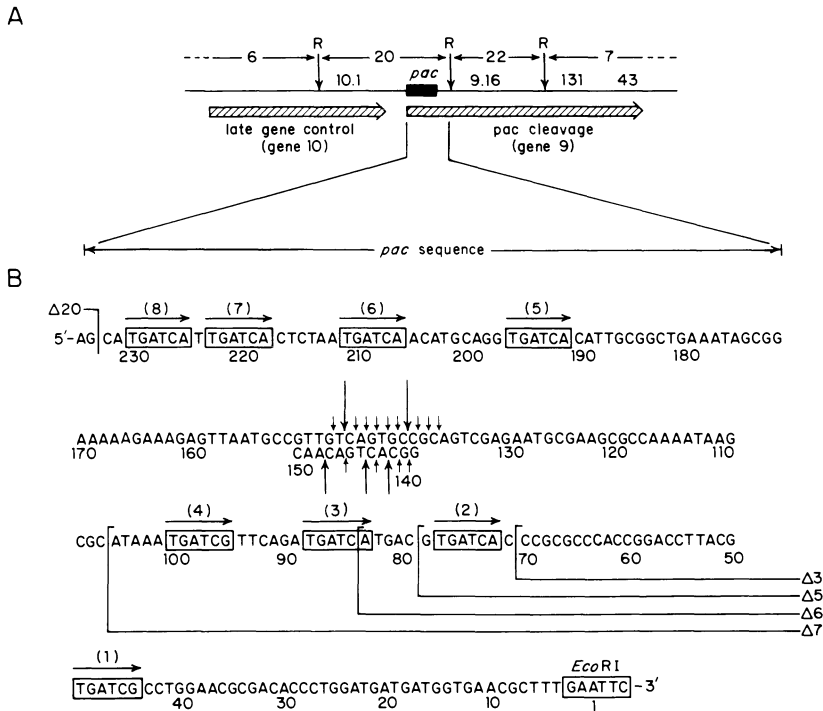 A
R R R
6 20 22 7
10.1 pac 9.16 131 43
late gene control pac cleavage
(gene 10) (gene 9)
pac sequence
B
Δ20 (8) (7) (6) (5)
5'-AG CA TGATCA T TGATCA CTCTAA TGATCA ACATGCAGG TGATCA CATTGCGGCTGAAATAGCGG
230 220 210 200 190 180
AAAAAGAAAGAGTTAATGCCGTTGTCAGTGCCGCAGTCGAGAATGCGAAGCGCCAAAATAAG
CAACAGTCACGG
170 160 150 140 130 120 110
(4) (3) (2)
CGC ATAAA TGATCG TTCAGA TGATCA TGAC G TGATCA C CCGCGCCCACCGGACCTTACG
100 90 80 70 60 50
Δ3
Δ5
Δ6
Δ7
(1) EcoRI
TGATCG CCTGGAACGCGACACCCTGGATGATGATGGTGAACGCTTT GAATTC -3'
40 30 20 10 1